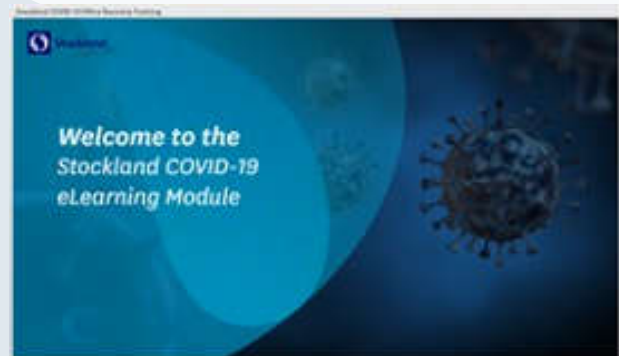 Stockland
Welcome to the
Stockland COVID-19
eLearning Module